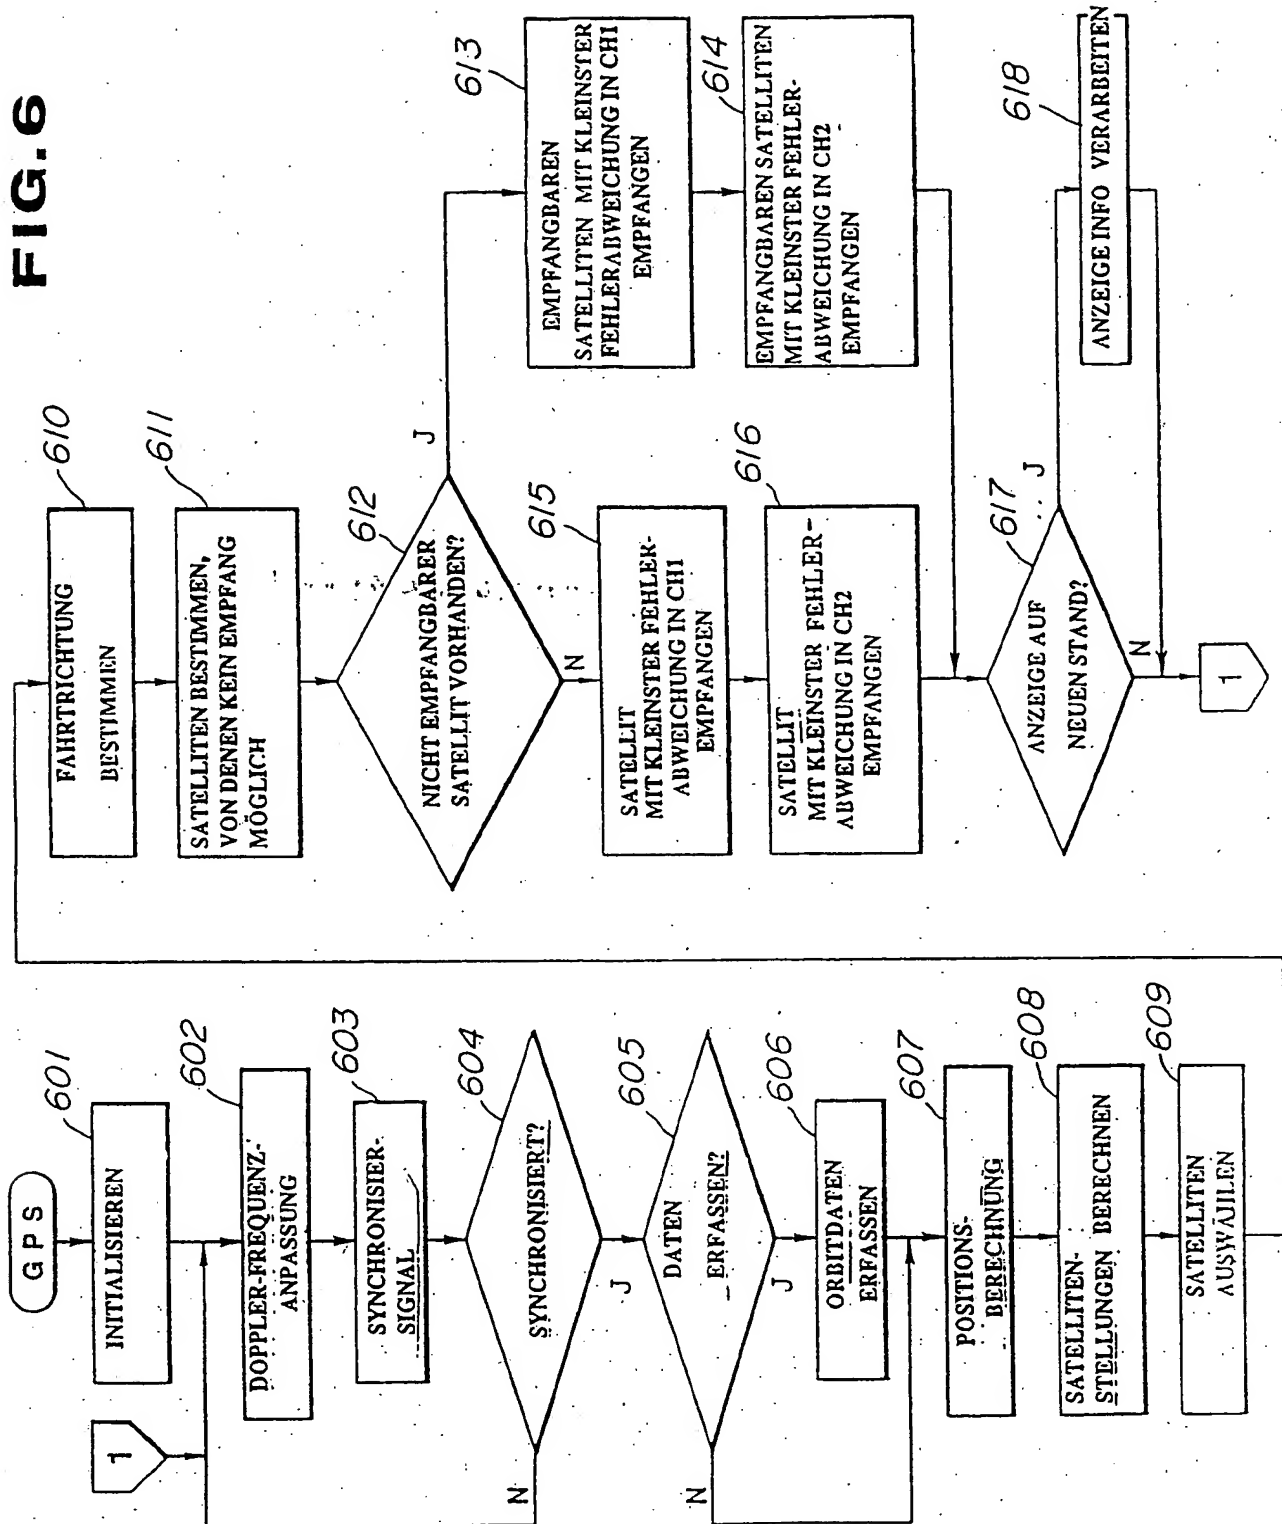 FIG.6
GPS
601
INITIALISIEREN
1
602
DOPPLER-FREQUENZ-
ANPASSUNG
603
SYNCHRONISIER-
SIGNAL
604
SYNCHRONISIERT?
N
J
605
DATEN
ERFASSEN?
N
J
606
ORBITDATEN
ERFASSEN
607
POSITIONS-
BERECHNUNG
608
SATELLITEN-
STELLUNGEN BERECHNEN
609
SATELLITEN
AUSWÄHLEN
610
FAHRTRICHTUNG
BESTIMMEN
611
SATELLITEN BESTIMMEN,
VON DENEN KEIN EMPFANG
MÖGLICH
612
NICHT EMPFANGBARER
SATELLIT VORHANDEN?
J
N
613
EMPFANGBAREN
SATELLITEN MIT KLEINSTER
FEHLERABWEICHUNG IN CH1
EMPFANGEN
614
EMPFANGBAREN SATELLITEN
MIT KLEINSTER FEHLER-
ABWEICHUNG IN CH2
EMPFANGEN
615
SATELLIT
MIT KLEINSTER FEHLER-
ABWEICHUNG IN CH1
EMPFANGEN
616
SATELLIT
MIT KLEINSTER FEHLER-
ABWEICHUNG IN CH2
EMPFANGEN
617
ANZEIGE AUF
NEUEN STAND?
J
N
618
ANZEIGE INFO VERARBEITEN
1